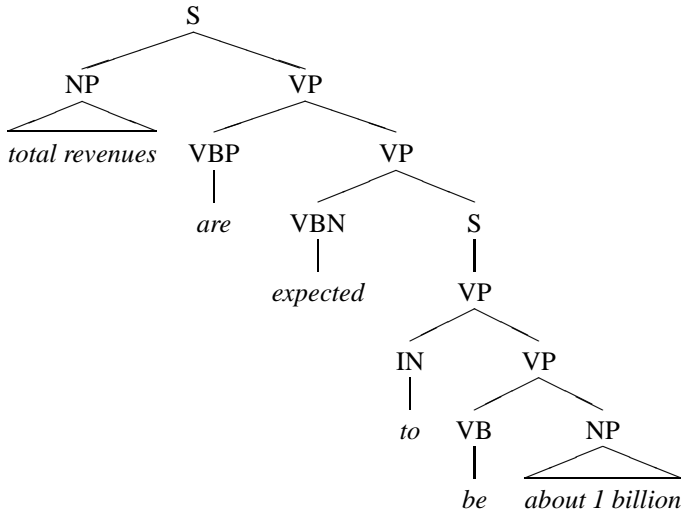 S
NP VP
total revenues VBP VP
are VBN S
expected VP
IN VP
to VB NP
be about 1 billion